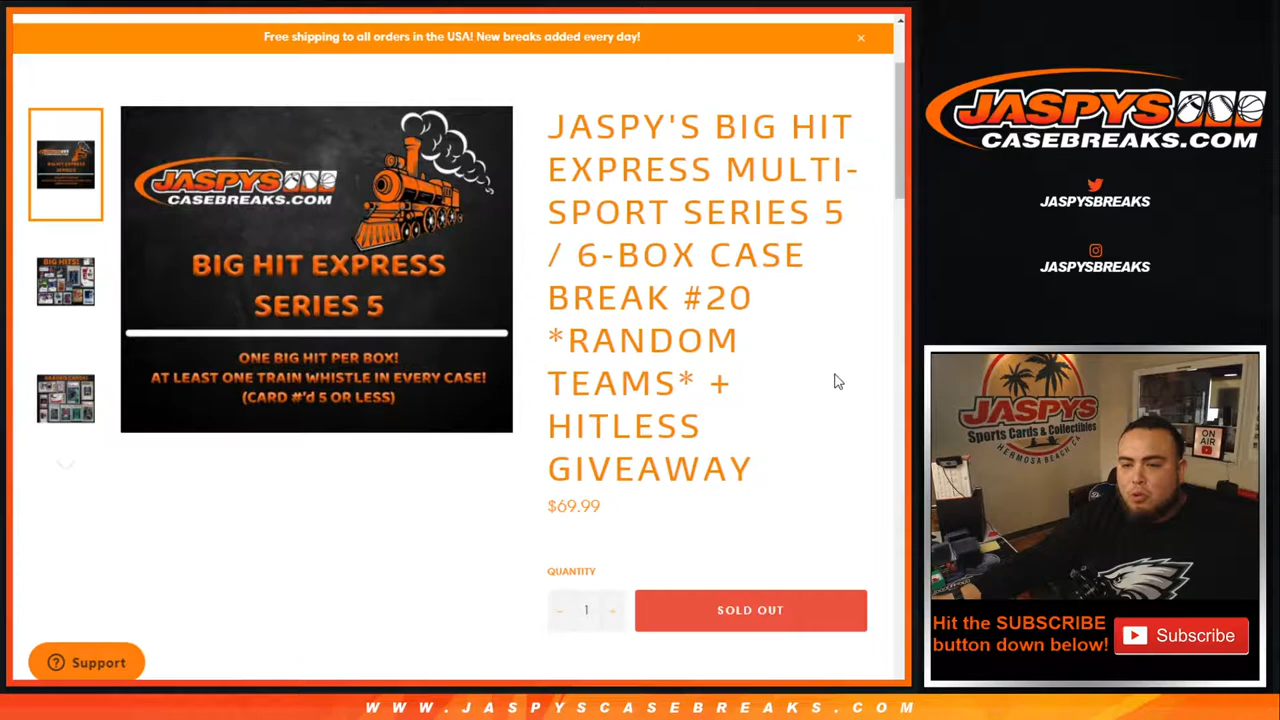 Free shipping to all orders in the USA! New breaks added every day!
×
JASPYS
CASEBREAKS.COM
BIG HIT EXPRESS
SERIES 5
ONE BIG HIT PER BOX!
AT LEAST ONE TRAIN WHISTLE IN EVERY CASE!
(CARD #'d 5 OR LESS)
BIG HITS!
JASPY'S BIG HIT
EXPRESS MULTI-
SPORT SERIES 5
/ 6-BOX CASE
BREAK #20
*RANDOM
TEAMS* +
HITLESS
GIVEAWAY
$69.99
QUANTITY
− 1 +
SOLD OUT
Support
JASPYS
CASEBREAKS.COM
JASPYSBREAKS
JASPYSBREAKS
JASPYS
Sports Cards & Collectibles
HERMOSA BEACH, CA
ON
AIR
Hit the SUBSCRIBE
button down below!
Subscribe
WWW.JASPYSCASEBREAKS.COM